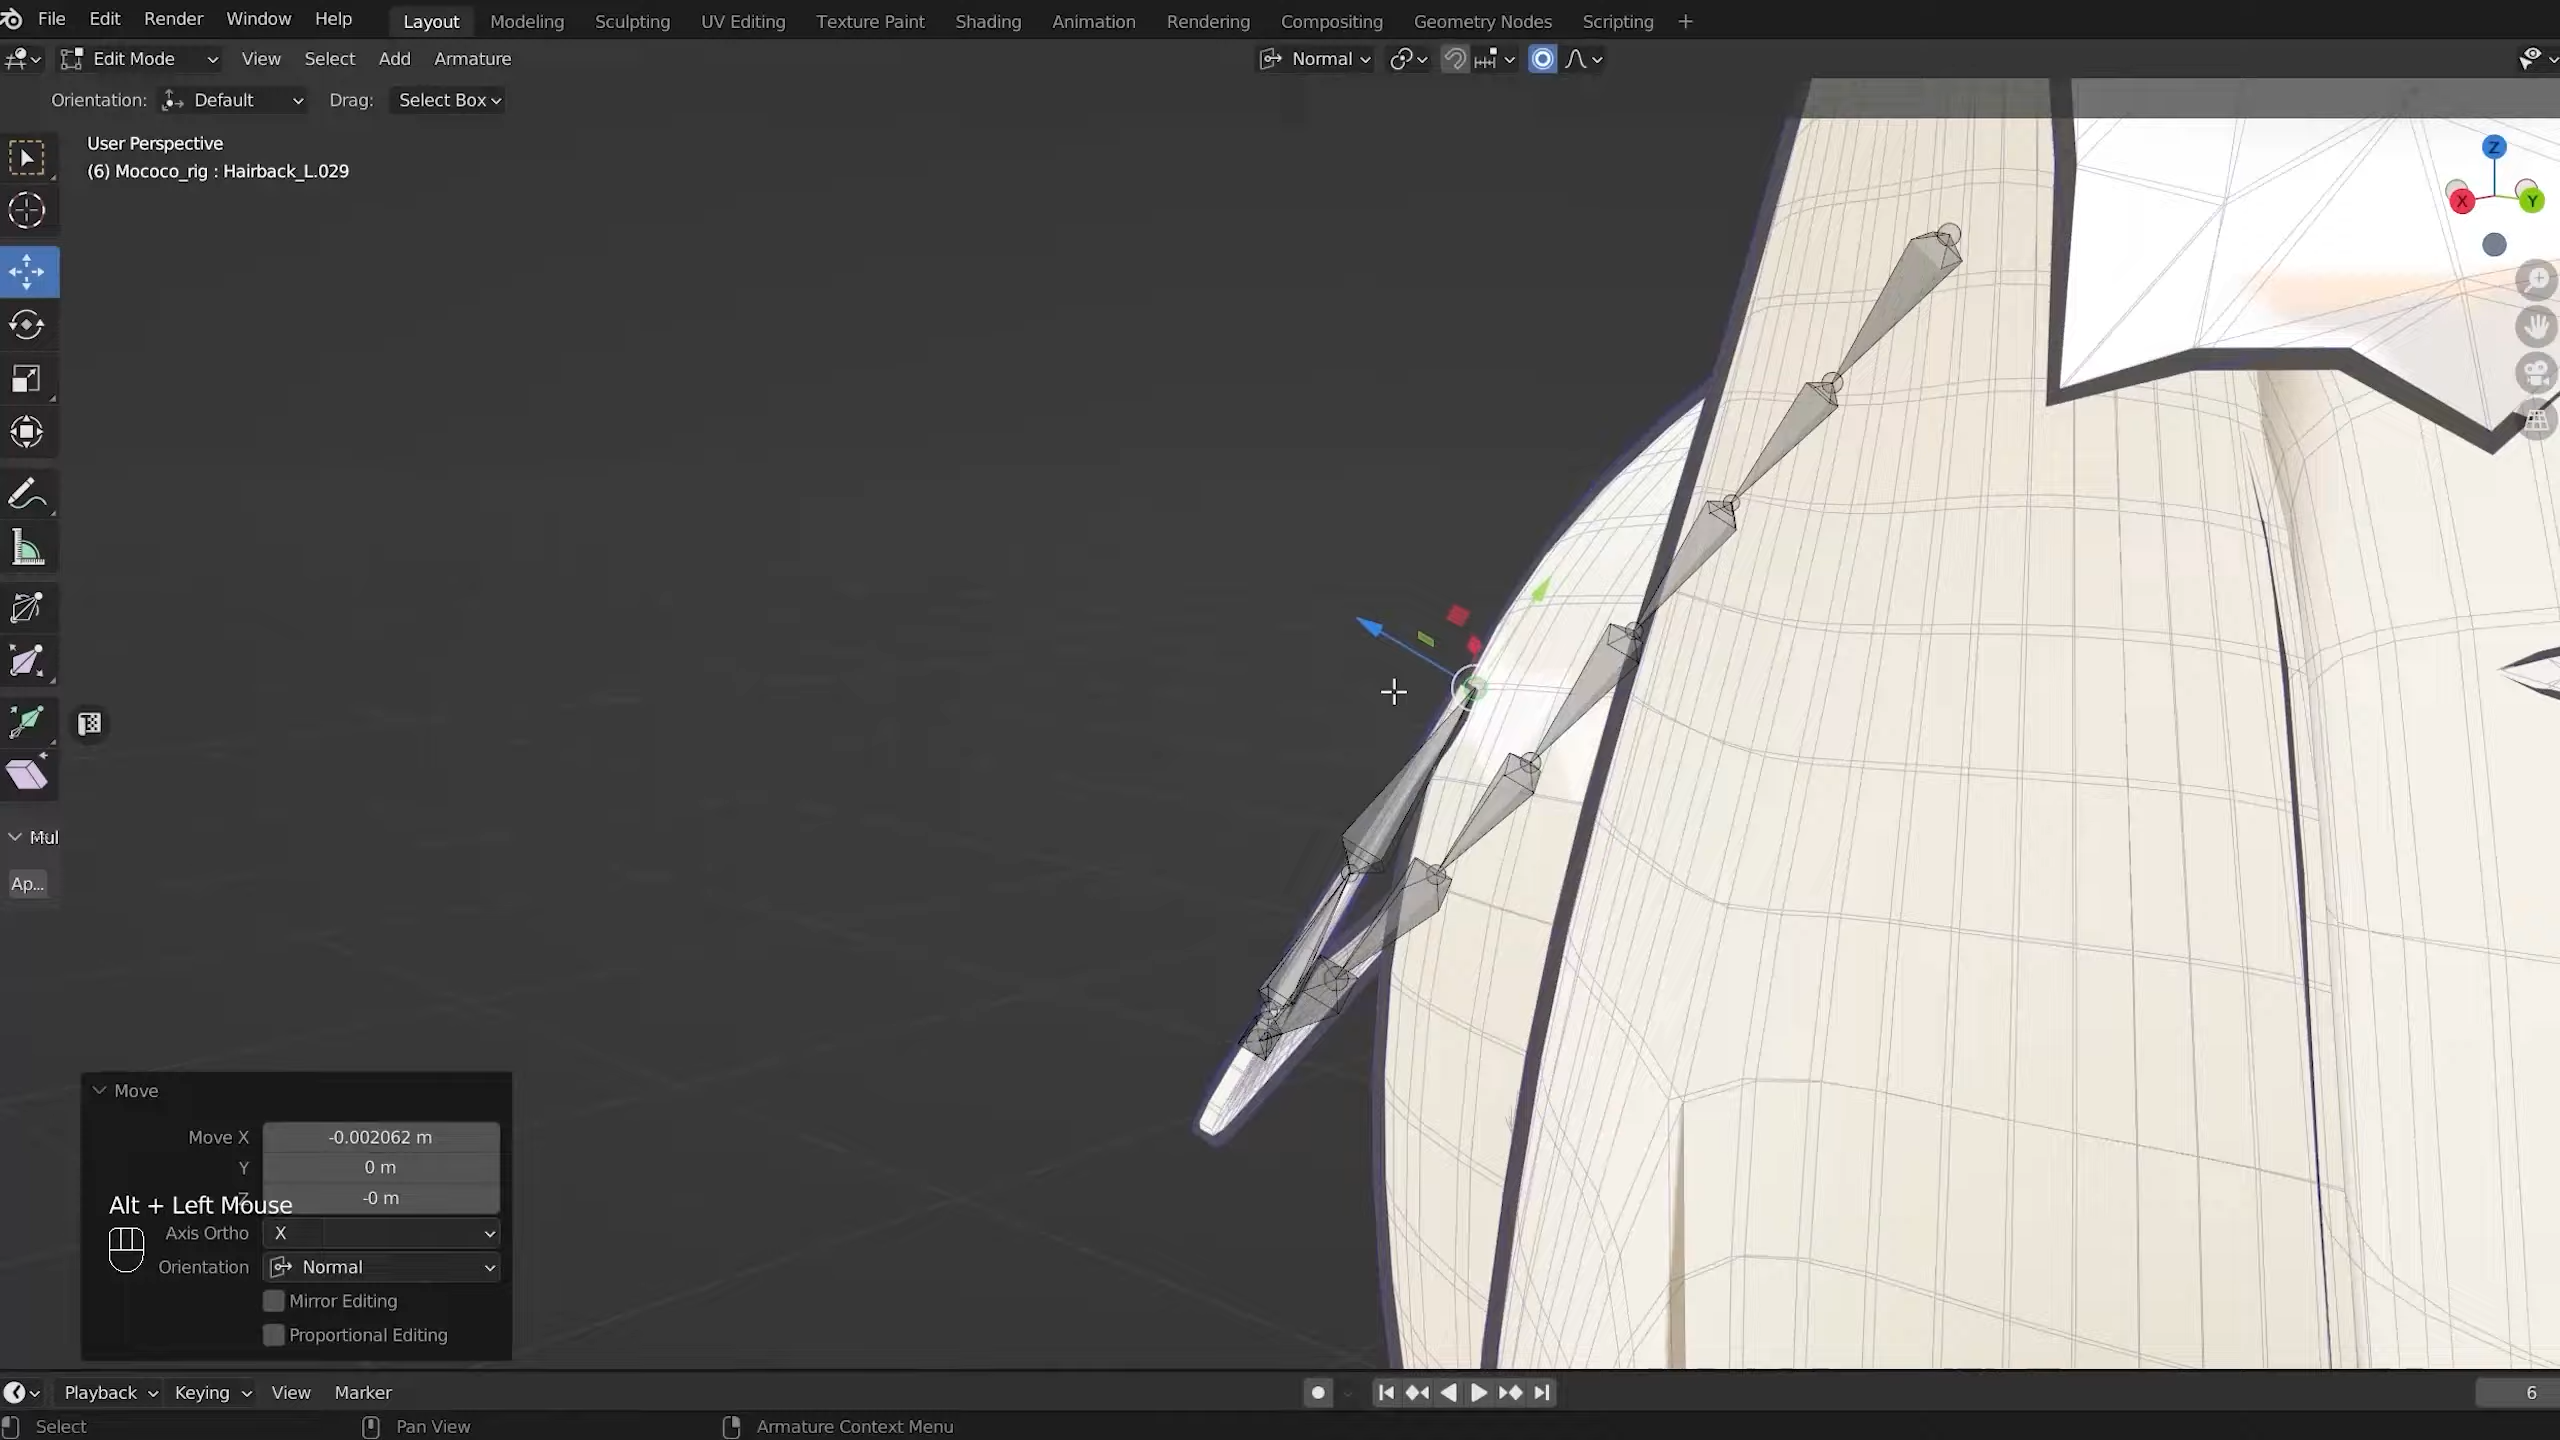 File Edit Render Window Help Layout Modeling Sculpting UV Editing Texture Paint Shading Animation Rendering Compositing Geometry Nodes Scripting +
Edit Mode View Select Add Armature Normal
Orientation: Default Drag: Select Box
User Perspective
(6) Mococo_rig : Hairback_L.029
Z
X Y
Mul
Ap...
Move
Move X -0.002062 m
Y 0 m
Z -0 m
Alt + Left Mouse
Axis Ortho X
Orientation Normal
Mirror Editing
Proportional Editing
Playback Keying View Marker 6
Select Pan View Armature Context Menu